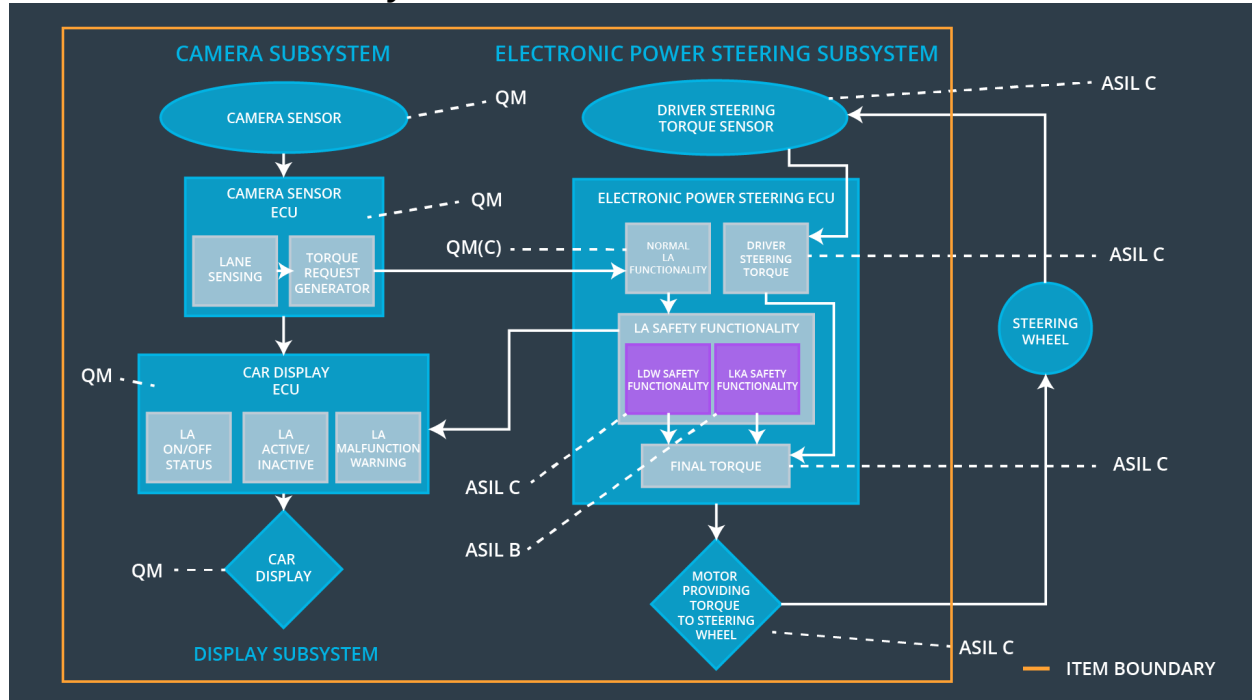 CAMERA SUBSYSTEM
ELECTRONIC POWER STEERING SUBSYSTEM
CAMERA SENSOR
QM
DRIVER STEERING
TORQUE SENSOR
ASIL C
CAMERA SENSOR
ECU
QM
LANE
SENSING
TORQUE
REQUEST
GENERATOR
QM(C)
ELECTRONIC POWER STEERING ECU
NORMAL
LA
FUNCTIONALITY
DRIVER
STEERING
TORQUE
ASIL C
LA SAFETY FUNCTIONALITY
LDW SAFETY
FUNCTIONALITY
LKA SAFETY
FUNCTIONALITY
STEERING
WHEEL
QM
CAR DISPLAY
ECU
LA
ON/OFF
STATUS
LA
ACTIVE/
INACTIVE
LA
MALFUNCTION
WARNING
FINAL TORQUE
ASIL C
ASIL C
ASIL B
QM
CAR
DISPLAY
MOTOR
PROVIDING
TORQUE
TO STEERING
WHEEL
ASIL C
DISPLAY SUBSYSTEM
ITEM BOUNDARY